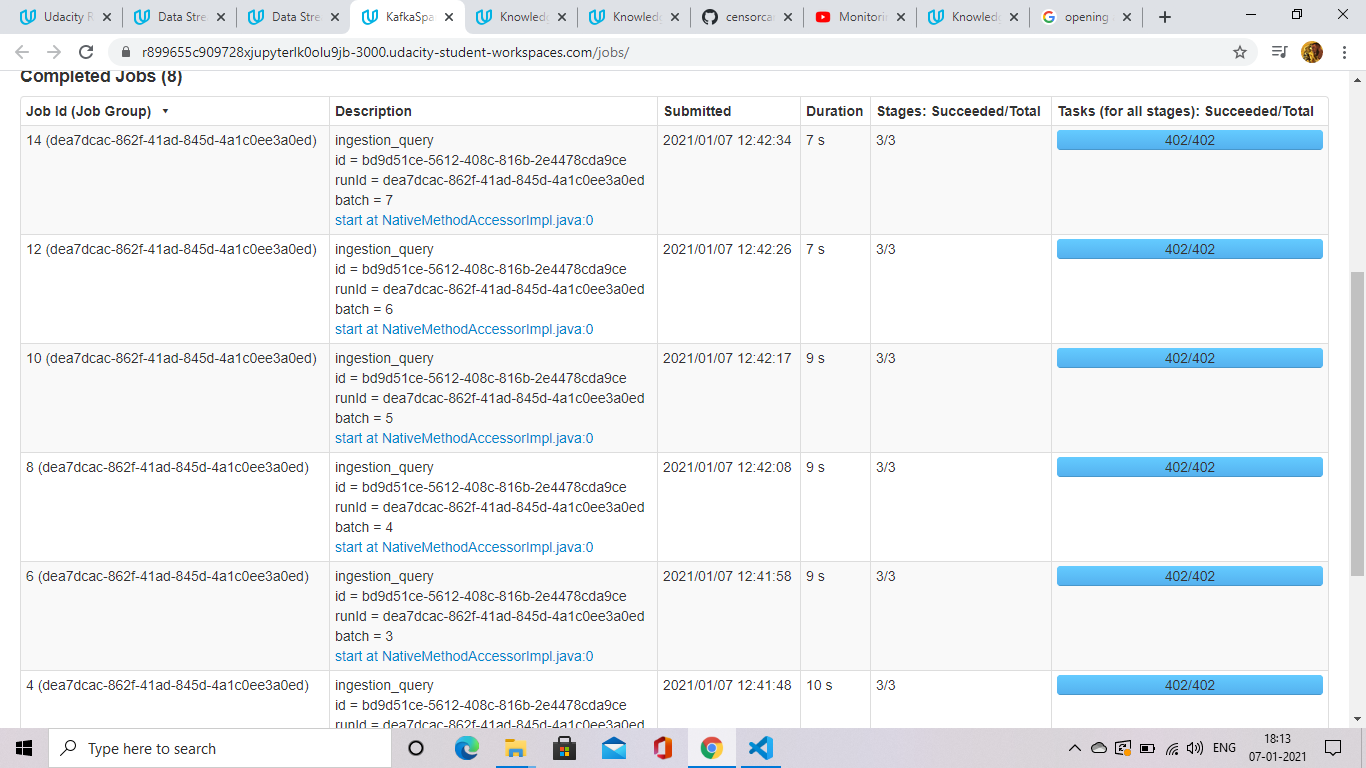 Udacity R
Data Stre
Data Stre
KafkaSpa
Knowledg
Knowledg
censorcar
Monitorin
Knowledg
opening
r899655c909728xjupyterlk0olu9jb-3000.udacity-student-workspaces.com/jobs/
Completed Jobs (8)
Job Id (Job Group) Description Submitted Duration Stages: Succeeded/Total Tasks (for all stages): Succeeded/Total
14 (dea7dcac-862f-41ad-845d-4a1c0ee3a0ed) ingestion_query 2021/01/07 12:42:34 7 s 3/3 402/402
id = bd9d51ce-5612-408c-816b-2e4478cda9ce
runId = dea7dcac-862f-41ad-845d-4a1c0ee3a0ed
batch = 7
start at NativeMethodAccessorImpl.java:0
12 (dea7dcac-862f-41ad-845d-4a1c0ee3a0ed) ingestion_query 2021/01/07 12:42:26 7 s 3/3 402/402
id = bd9d51ce-5612-408c-816b-2e4478cda9ce
runId = dea7dcac-862f-41ad-845d-4a1c0ee3a0ed
batch = 6
start at NativeMethodAccessorImpl.java:0
10 (dea7dcac-862f-41ad-845d-4a1c0ee3a0ed) ingestion_query 2021/01/07 12:42:17 9 s 3/3 402/402
id = bd9d51ce-5612-408c-816b-2e4478cda9ce
runId = dea7dcac-862f-41ad-845d-4a1c0ee3a0ed
batch = 5
start at NativeMethodAccessorImpl.java:0
8 (dea7dcac-862f-41ad-845d-4a1c0ee3a0ed) ingestion_query 2021/01/07 12:42:08 9 s 3/3 402/402
id = bd9d51ce-5612-408c-816b-2e4478cda9ce
runId = dea7dcac-862f-41ad-845d-4a1c0ee3a0ed
batch = 4
start at NativeMethodAccessorImpl.java:0
6 (dea7dcac-862f-41ad-845d-4a1c0ee3a0ed) ingestion_query 2021/01/07 12:41:58 9 s 3/3 402/402
id = bd9d51ce-5612-408c-816b-2e4478cda9ce
runId = dea7dcac-862f-41ad-845d-4a1c0ee3a0ed
batch = 3
start at NativeMethodAccessorImpl.java:0
4 (dea7dcac-862f-41ad-845d-4a1c0ee3a0ed) ingestion_query 2021/01/07 12:41:48 10 s 3/3 402/402
id = bd9d51ce-5612-408c-816b-2e4478cda9ce
runId = dea7dcac-862f-41ad-845d-4a1c0ee3a0ed
Type here to search
ENG
18:13
07-01-2021